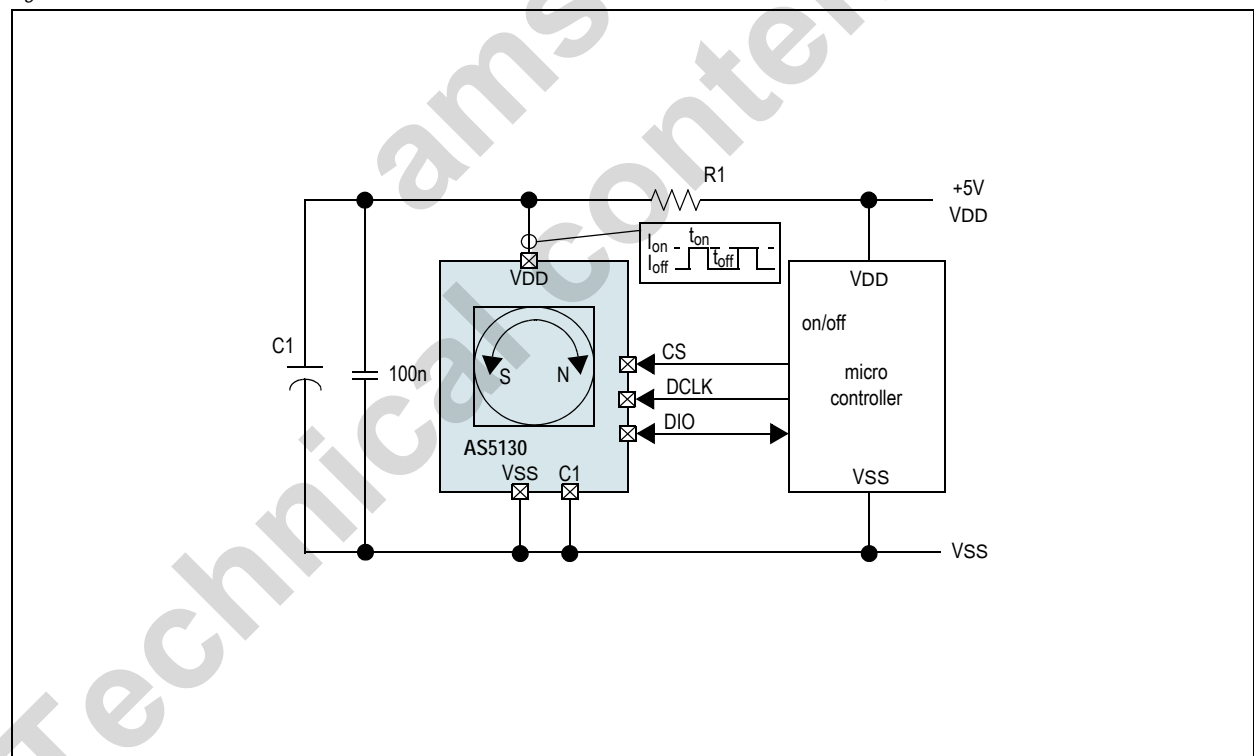 ams
Technical conten
R1
+5V
VDD
Ion
ton
Ioff
toff
VDD
VDD
on/off
C1
100n
S
N
CS
DCLK
DIO
micro
controller
AS5130
VSS
C1
VSS
VSS